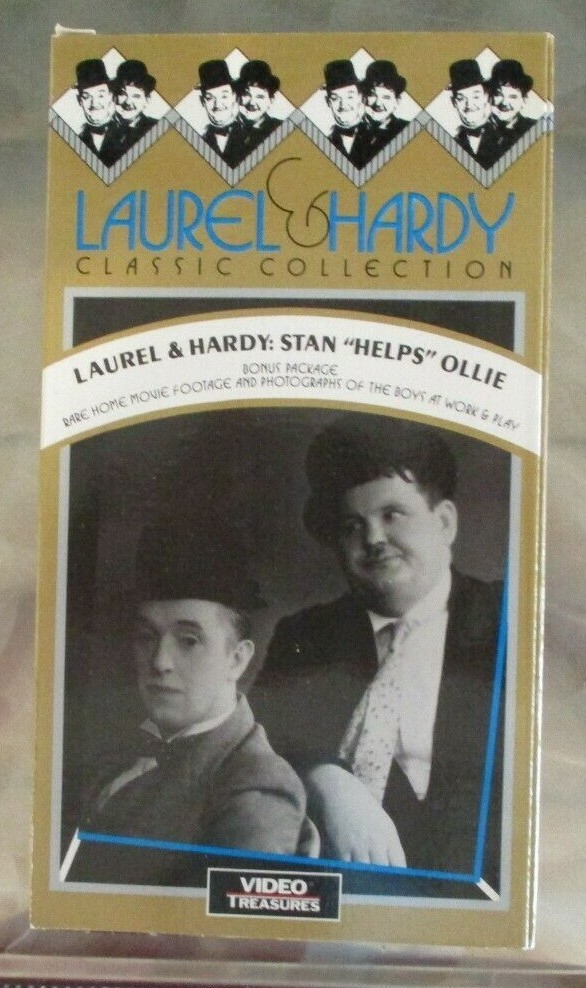 LAUREL & HARDY
CLASSIC COLLECTION
LAUREL & HARDY: STAN "HELPS" OLLIE
BONUS PACKAGE
RARE HOME MOVIE FOOTAGE AND PHOTOGRAPHS OF THE BOYS AT WORK & PLAY
VIDEO
TREASURES